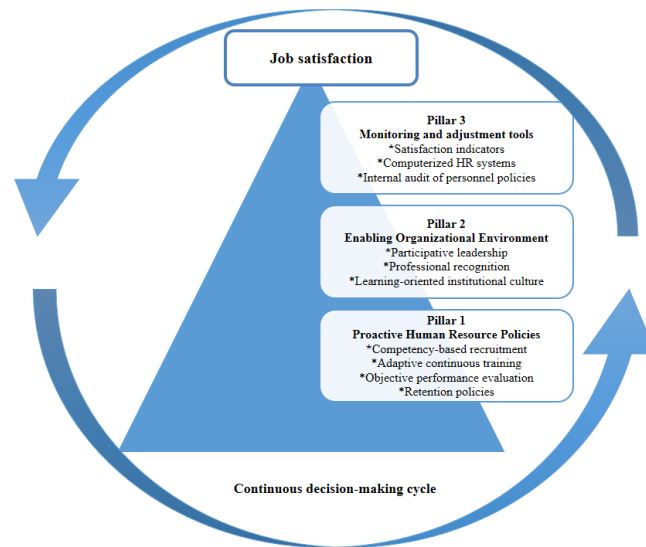 Job satisfaction
Pillar 3
Monitoring and adjustment tools
*Satisfaction indicators
*Computerized HR systems
*Internal audit of personnel policies
Pillar 2
Enabling Organizational Environment
*Participative leadership
*Professional recognition
*Learning-oriented institutional culture
Pillar 1
Proactive Human Resource Policies
*Competency-based recruitment
*Adaptive continuous training
*Objective performance evaluation
*Retention policies
Continuous decision-making cycle